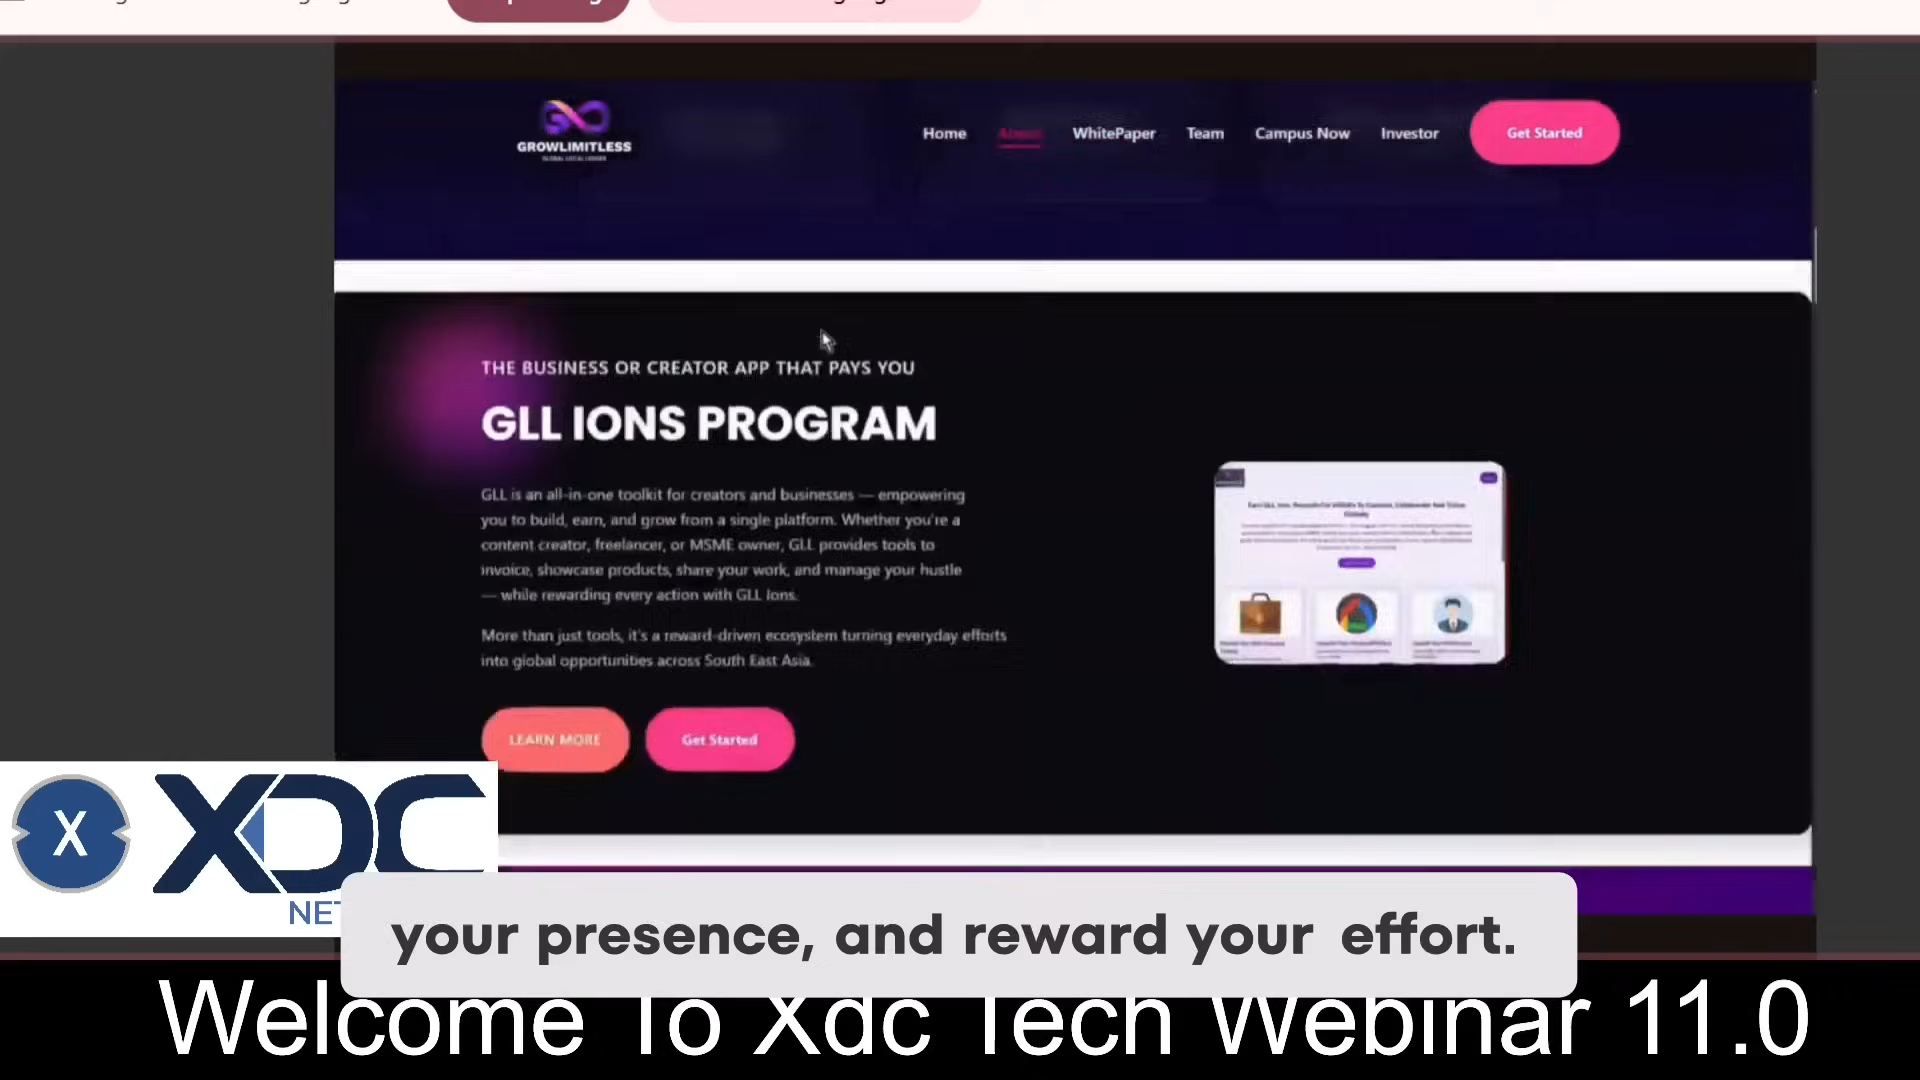 GROWLIMITLESS
Home About WhitePaper Team Campus Now Investor Get Started
THE BUSINESS OR CREATOR APP THAT PAYS YOU
GLL IONS PROGRAM
GLL is an all-in-one toolkit for creators and businesses — empowering
you to build, earn, and grow from a single platform. Whether you're a
content creator, freelancer, or MSME owner, GLL provides tools to
invoice, showcase products, share your work, and manage your hustle
— while rewarding every action with GLL Ions.
More than just tools, it's a reward-driven ecosystem turning everyday efforts
into global opportunities across South East Asia.
LEARN MORE Get Started
X XDC
NET
your presence, and reward your effort.
Welcome To Xdc Tech Webinar 11.0